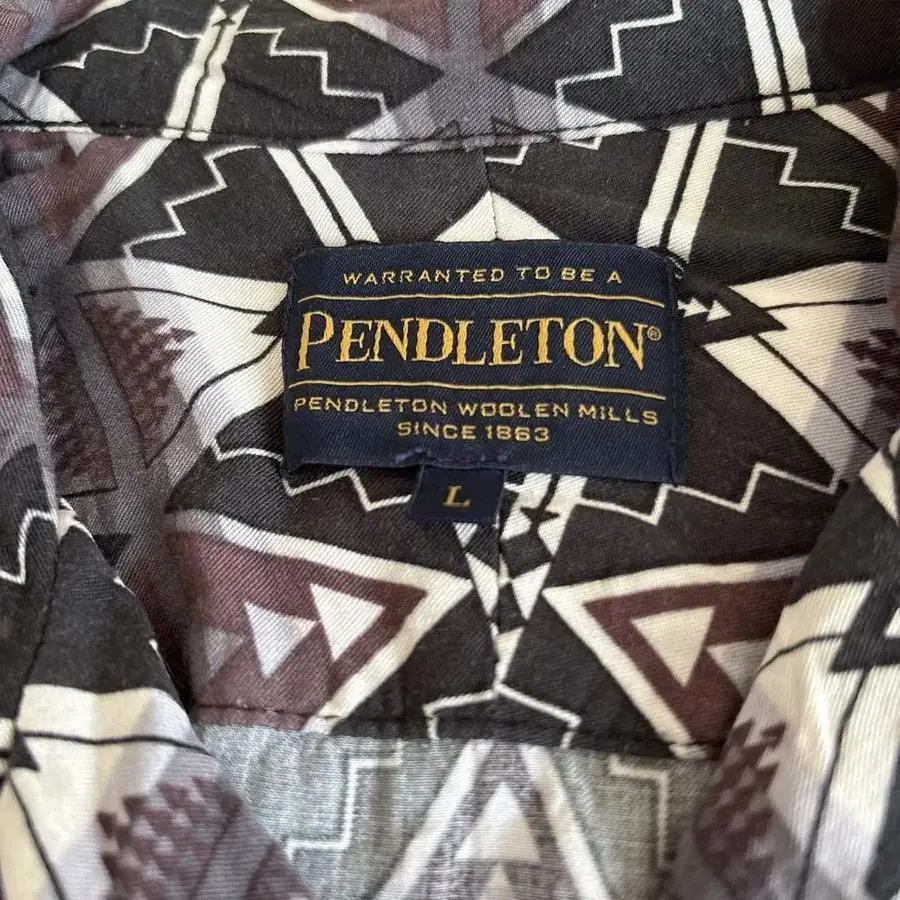 WARRANTED TO BE A
PENDLETON®
PENDLETON WOOLEN MILLS
SINCE 1863
L